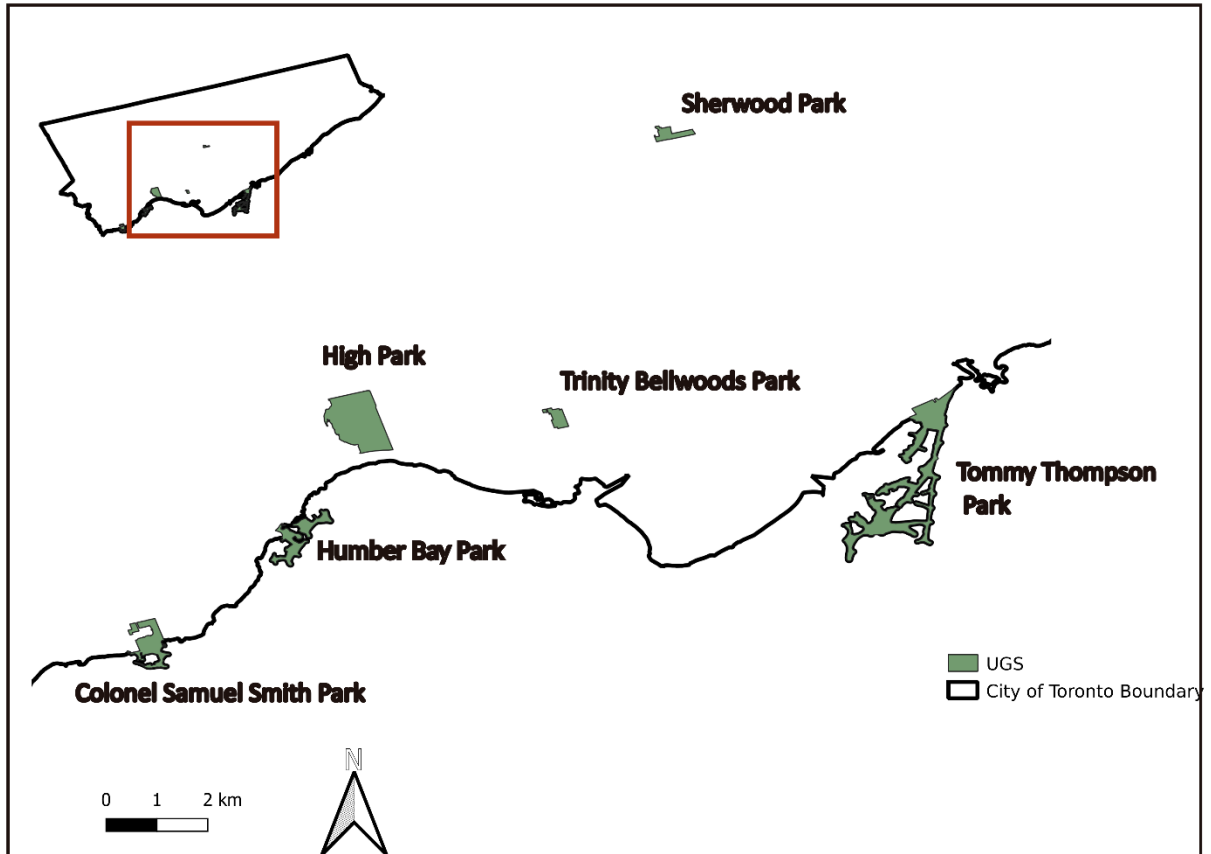 Sherwood Park
High Park
Trinity Bellwoods Park
Tommy Thompson
Park
Humber Bay Park
Colonel Samuel Smith Park
UGS
City of Toronto Boundary
N
0 1 2 km